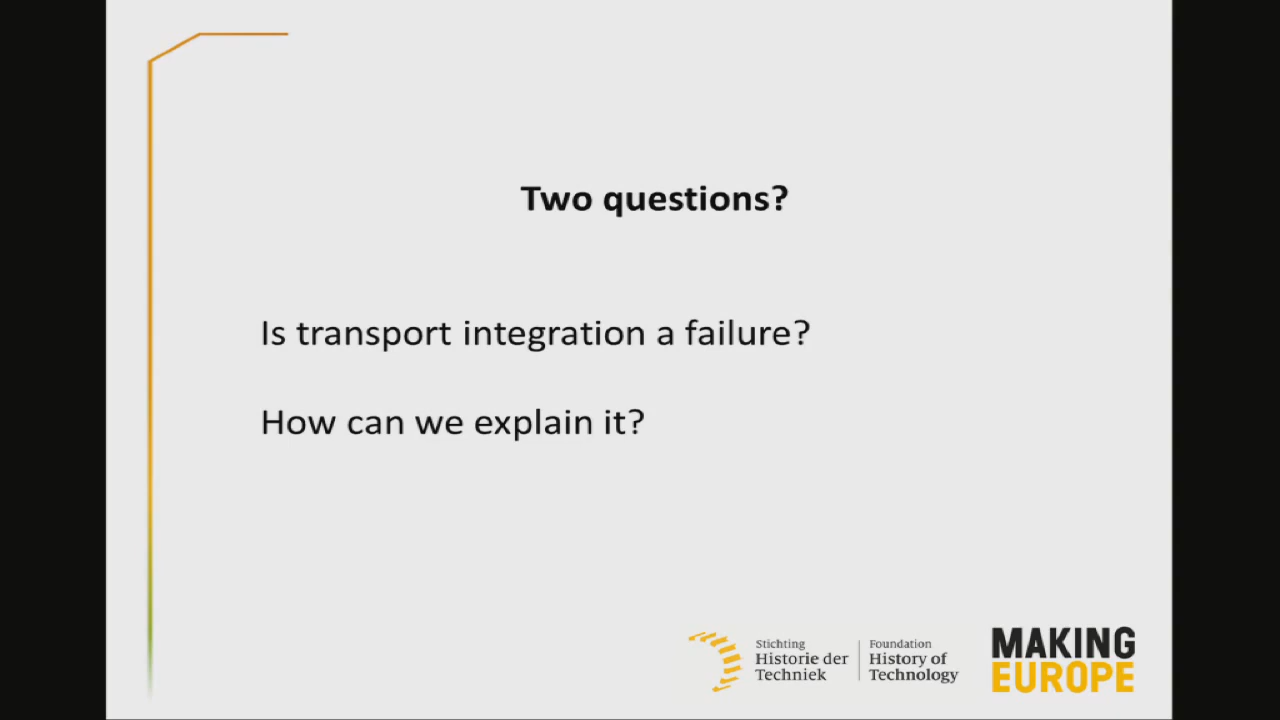 Two questions?
Is transport integration a failure?
How can we explain it?
Stichting
Historie der
Techniek
Foundation
History of
Technology
MAKING
EUROPE